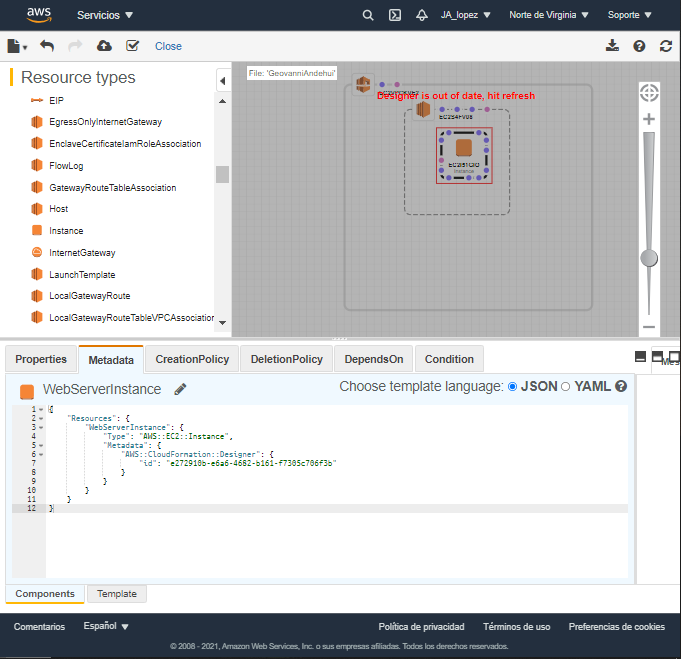 aws
Servicios
JA_lopez
Norte de Virginia
Soporte
Close
Resource types
EIP
EgressOnlyInternetGateway
EnclaveCertificateIamRoleAssociation
FlowLog
GatewayRouteTableAssociation
Host
Instance
InternetGateway
LaunchTemplate
LocalGatewayRoute
LocalGatewayRouteTableVPCAssociation
File: 'GeovanniAndehui'
Designer is out of date, hit refresh
EC2S4FV08
Instance
Properties
Metadata
CreationPolicy
DeletionPolicy
DependsOn
Condition
Mes
WebServerInstance
Choose template language: JSON YAML
1 {
2 "Resources": {
3 "WebServerInstance": {
4 "Type": "AWS::EC2::Instance",
5 "Metadata": {
6 "AWS::CloudFormation::Designer": {
7 "id": "e272910b-e6a6-4682-b161-f7305c706f3b"
8 }
9 }
10 }
11 }
12 }
Components
Template
Comentarios
Español
Política de privacidad
Términos de uso
Preferencias de cookies
© 2008 - 2021, Amazon Web Services, Inc. o sus empresas afiliadas. Todos los derechos reservados.